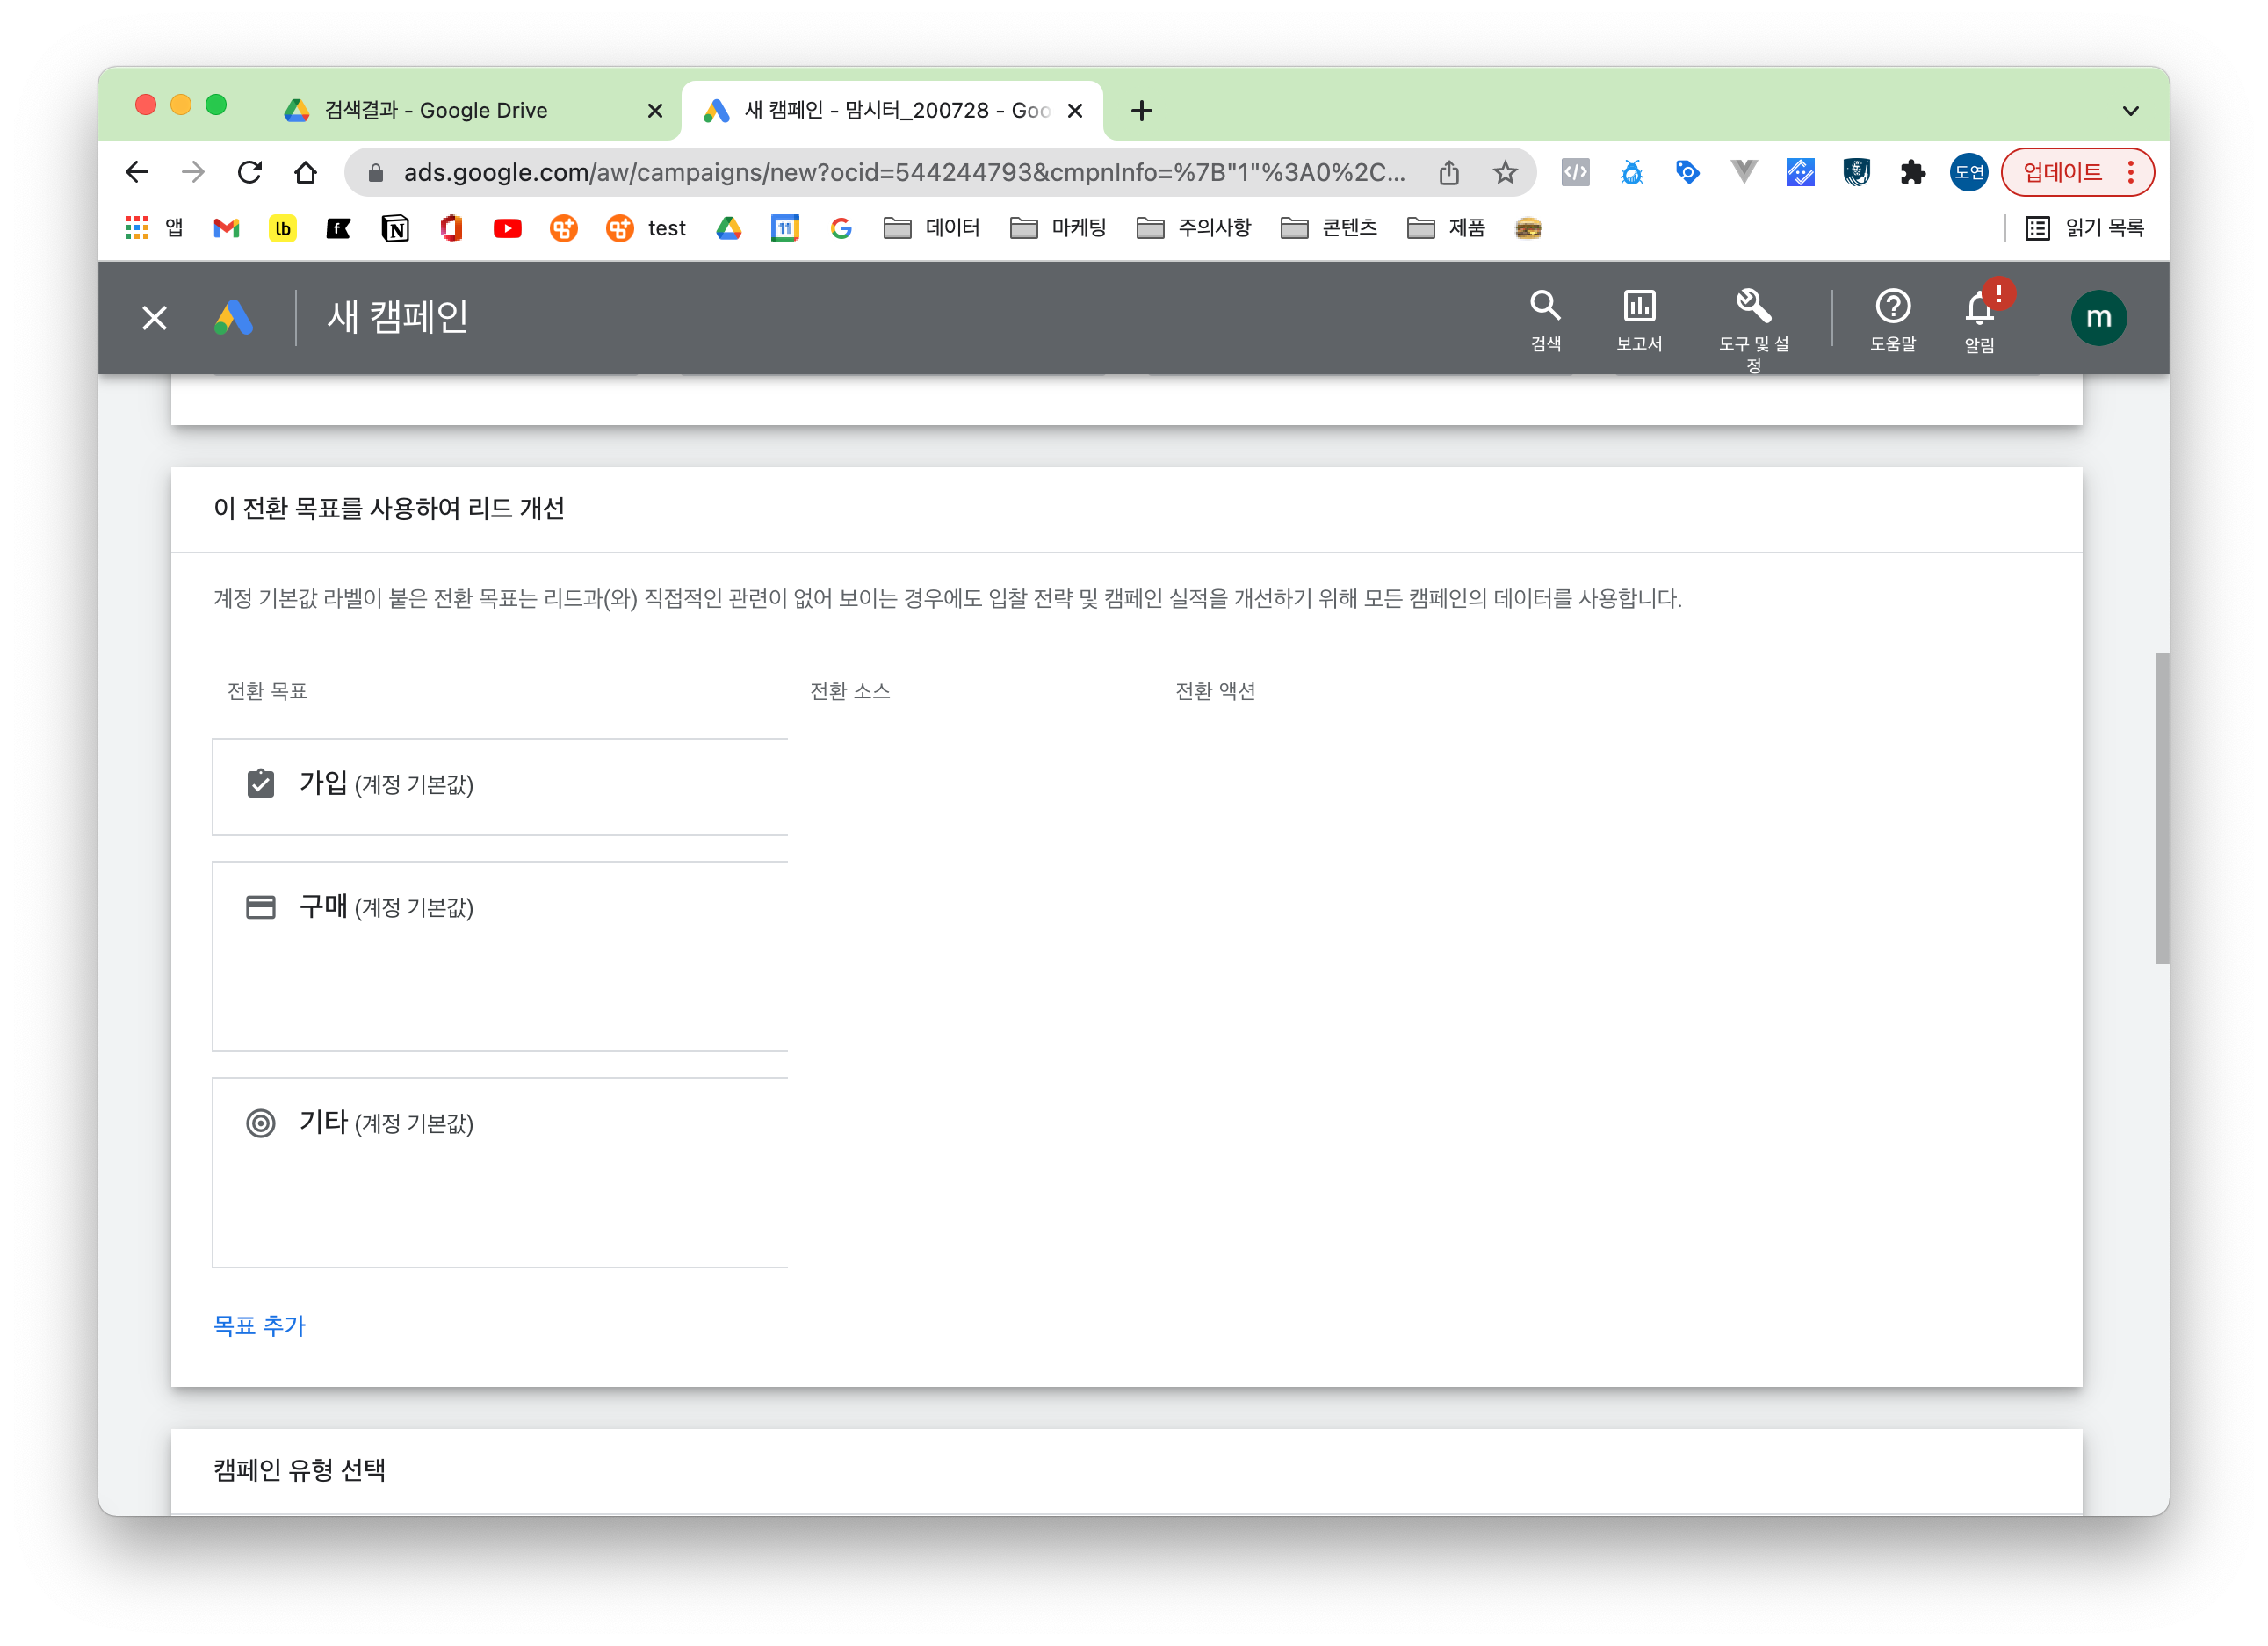 검색결과 - Google Drive
새 캠페인 - 맘시터_200728 - Goo
ads.google.com/aw/campaigns/new?ocid=544244793&cmpnInfo=%7B"1"%3A0%2C...
도연
업데이트
앱
lb
11
test
데이터
마케팅
주의사항
콘텐츠
제품
읽기 목록
새 캠페인
검색
보고서
도구 및 설
정
도움말
알림
m
이 전환 목표를 사용하여 리드 개선
계정 기본값 라벨이 붙은 전환 목표는 리드과(와) 직접적인 관련이 없어 보이는 경우에도 입찰 전략 및 캠페인 실적을 개선하기 위해 모든 캠페인의 데이터를 사용합니다.
전환 목표 전환 소스 전환 액션
가입 (계정 기본값)
구매 (계정 기본값)
기타 (계정 기본값)
목표 추가
캠페인 유형 선택